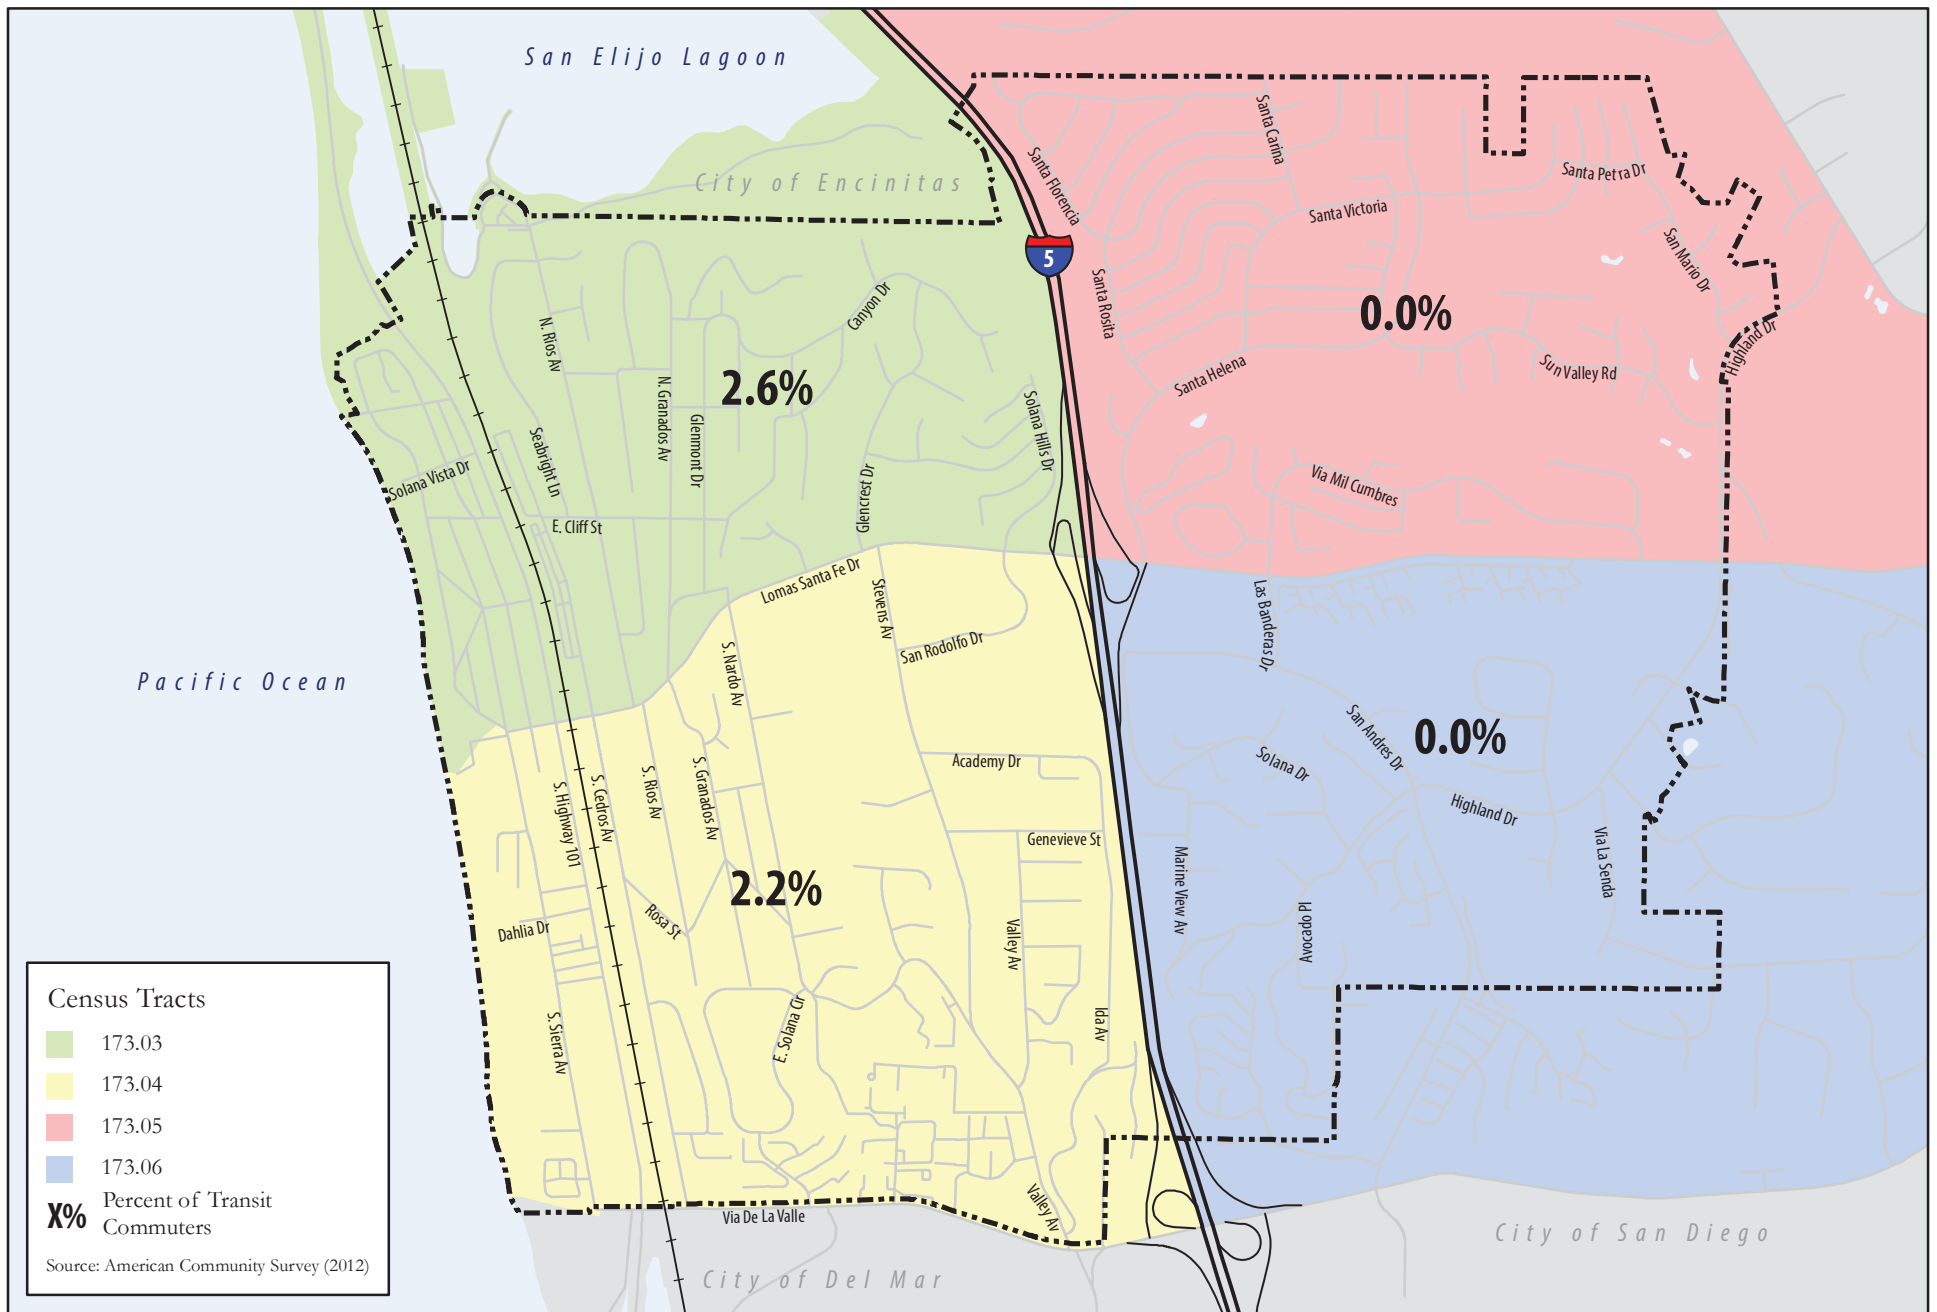 San Elijo Lagoon
City of Encinitas
Santa Carina
Santa Florencia
Santa Petra Dr
Santa Victoria
San Mario Dr
5
Santa Rosita
0.0%
Canyon Dr
N. Rios Av
Highland Dr
Santa Helena
Sun Valley Rd
2.6%
N. Granados Av
Glenmont Dr
Solana Hills Dr
Seabright Ln
Solana Vista Dr
Glencrest Dr
Via Mil Cumbres
E. Cliff St
Lomas Santa Fe Dr
Stevens Av
Las Banderas Dr
San Rodolfo Dr
S. Nardo Av
Pacific Ocean
San Andres Dr
0.0%
Solana Dr
Academy Dr
S. Highway 101
S. Cedros Av
S. Rios Av
S. Granados Av
Highland Dr
Genevieve St
Via La Senda
Marine View Av
2.2%
Rosa St
Dahlia Dr
Valley Av
Avocedo Pl
S. Sierra Av
E. Solana Cir
Ida Av
Valley Av
Via De La Valle
City of San Diego
City of Del Mar
Census Tracts
173.03
173.04
173.05
173.06
X% Percent of Transit
Commuters
Source: American Community Survey (2012)